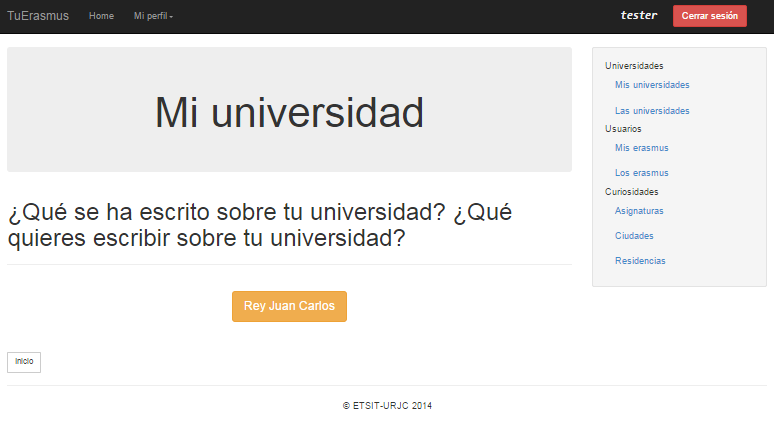 TuErasmus Home Mi perfil tester Cerrar sesión
Mi universidad
¿Qué se ha escrito sobre tu universidad? ¿Qué
quieres escribir sobre tu universidad?
Rey Juan Carlos
Inicio
Universidades
Mis universidades
Las universidades
Usuarios
Mis erasmus
Los erasmus
Curiosidades
Asignaturas
Ciudades
Residencias
© ETSIT-URJC 2014